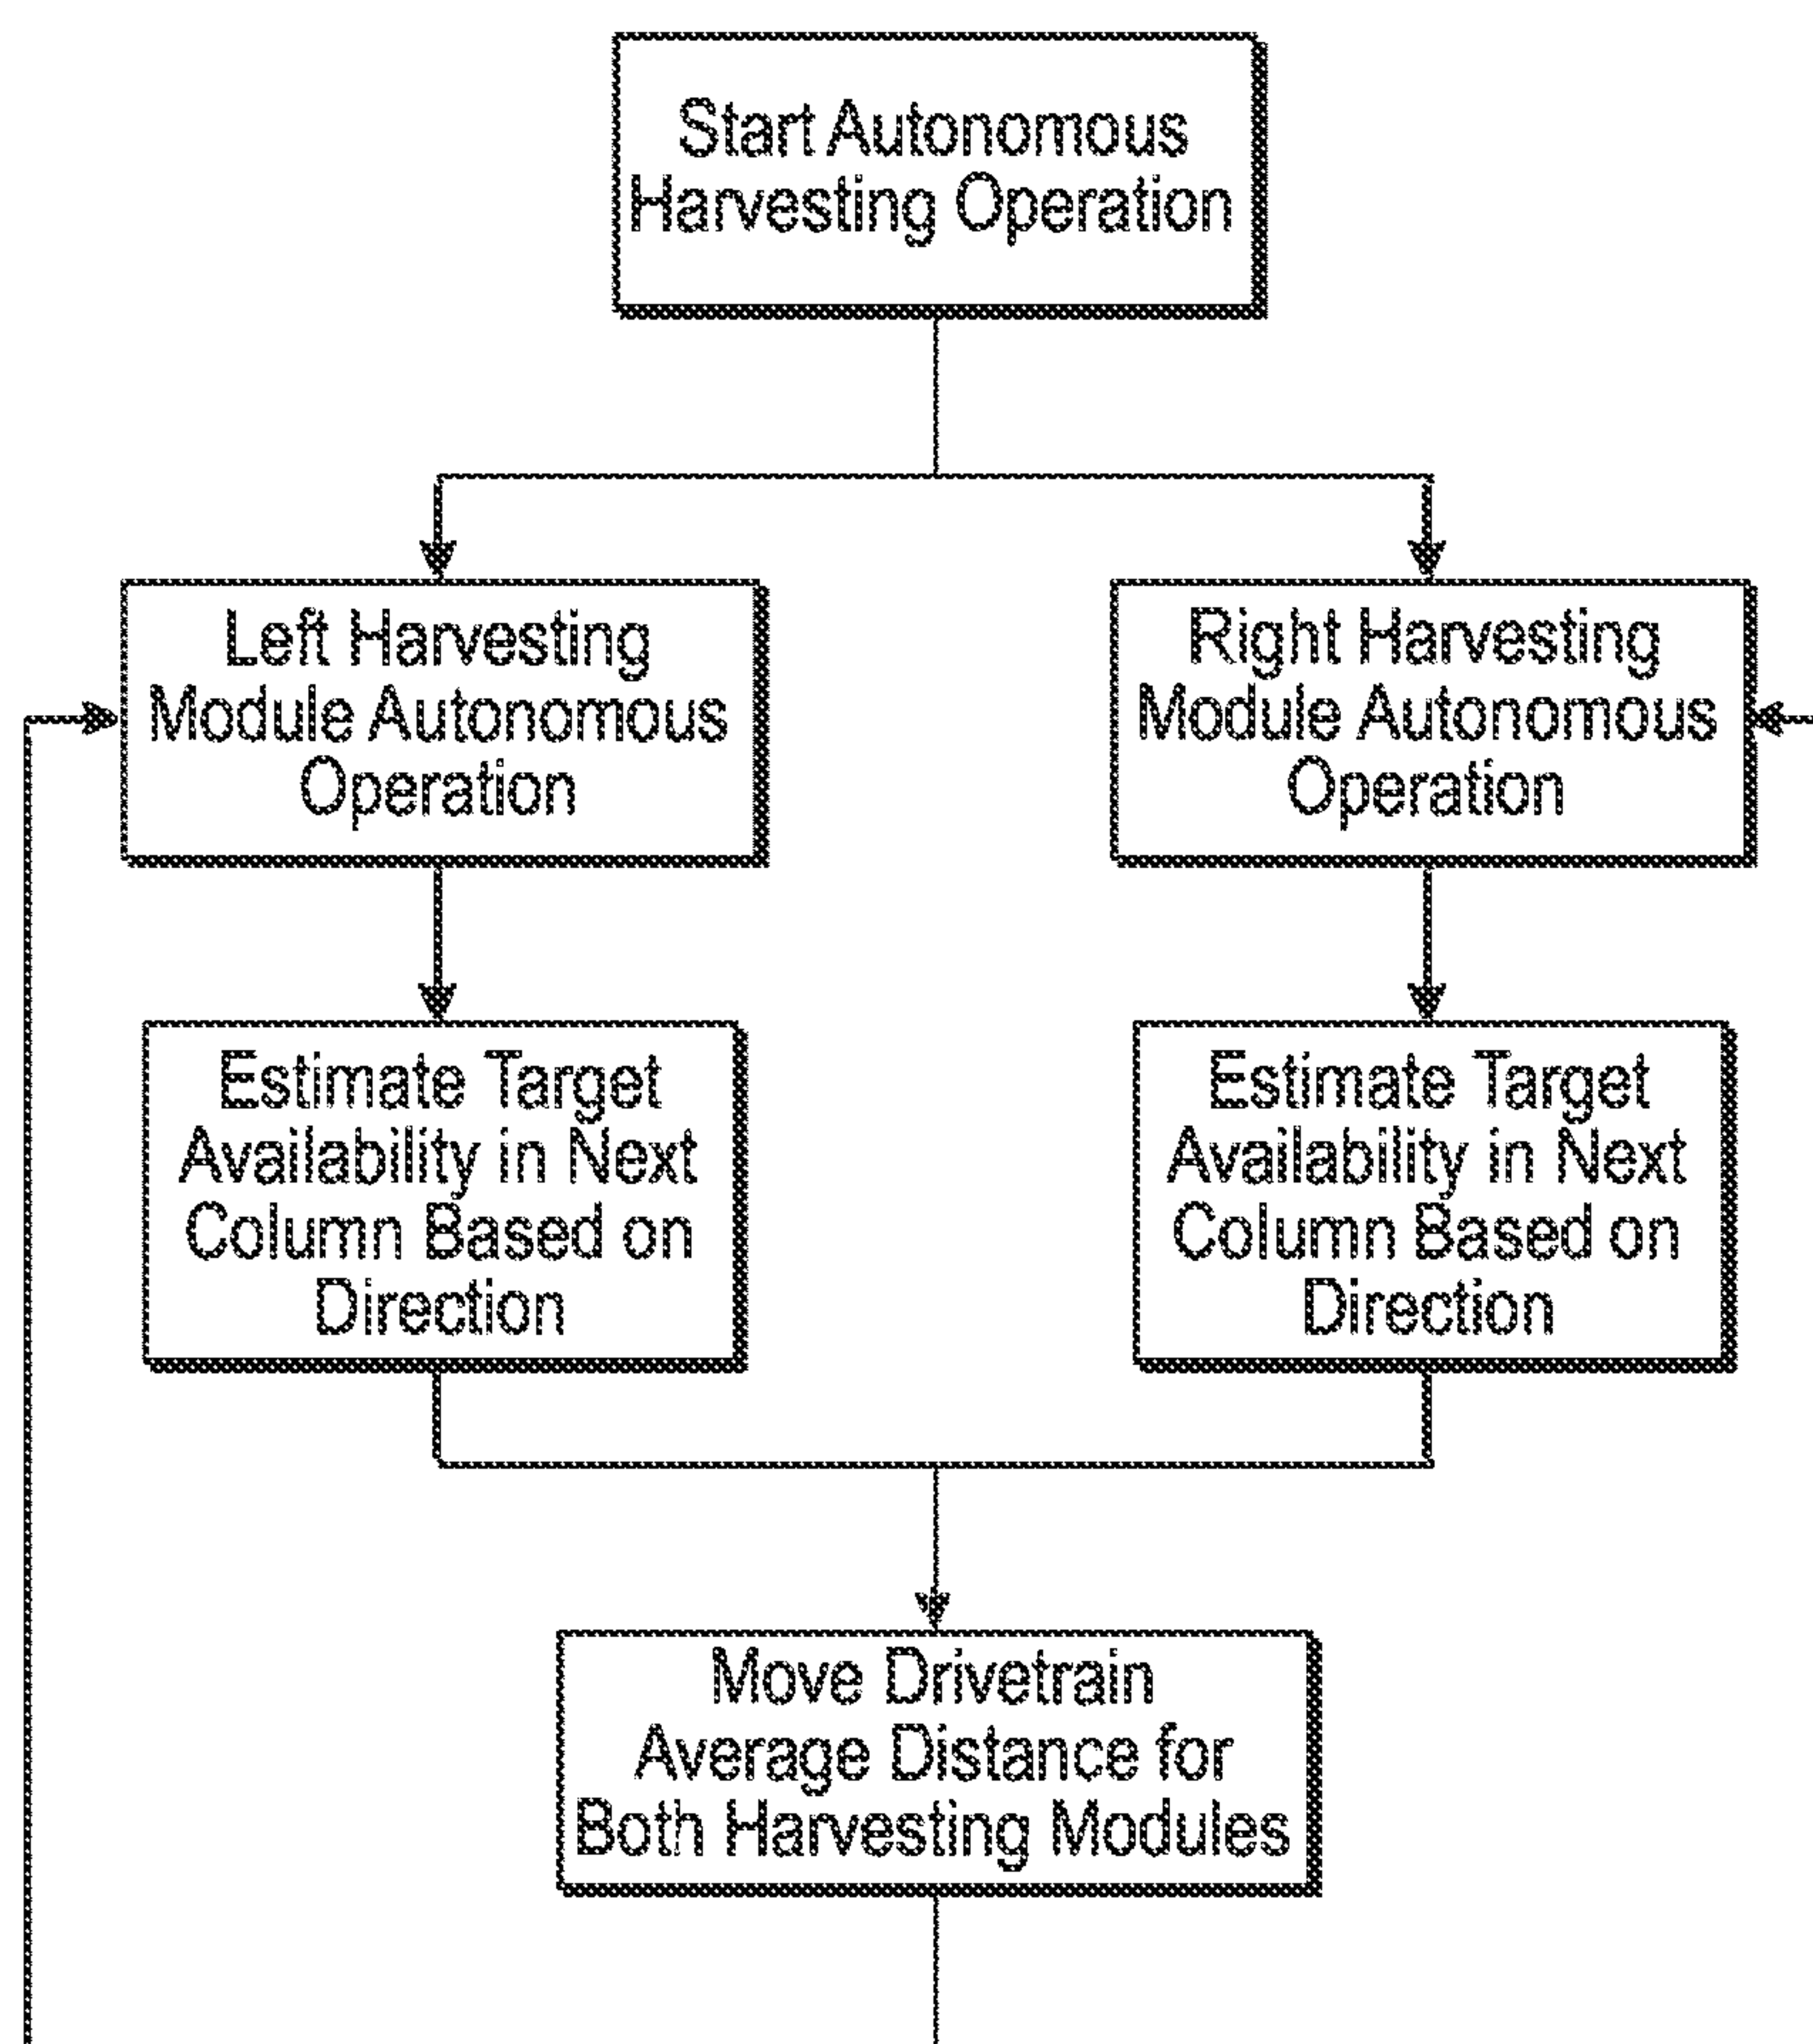 Start Autonomous
Harvesting Operation
Left Harvesting
Module Autonomous
Operation
Right Harvesting
Module Autonomous
Operation
Estimate Target
Availability in Next
Column Based on
Direction
Estimate Target
Availability in Next
Column Based on
Direction
Move Drivetrain
Average Distance for
Both Harvesting Modules